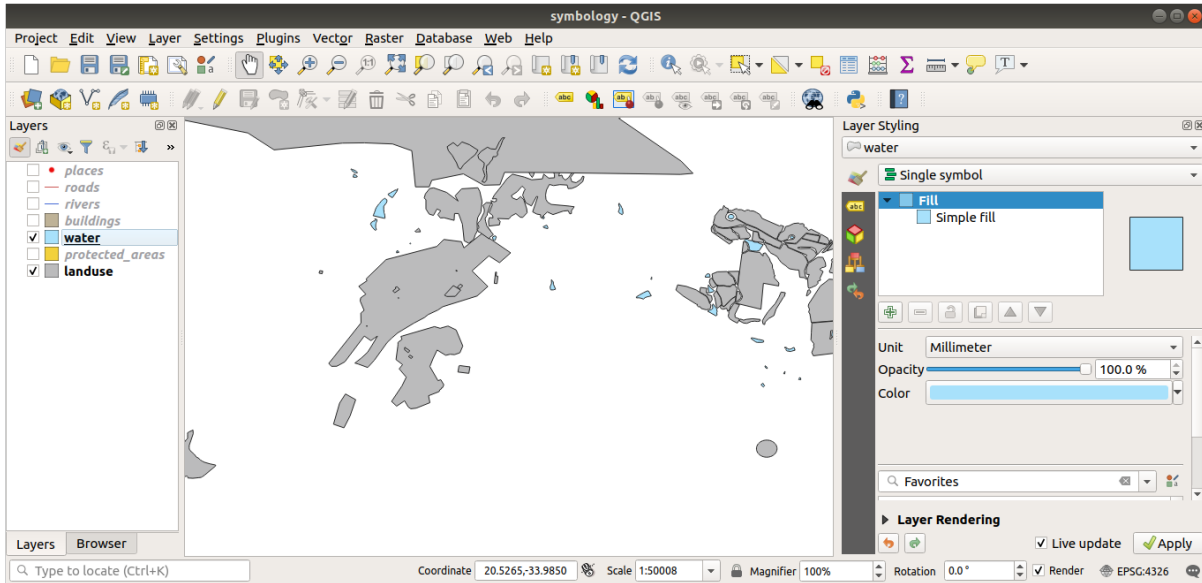 symbology - QGIS
Project Edit View Layer Settings Plugins Vector Raster Database Web Help
Layers
places
roads
rivers
buildings
water
protected_areas
landuse
Layers Browser
Layer Styling
water
Single symbol
Fill
Simple fill
Unit Millimeter
Opacity 100.0 %
Color
Favorites
Layer Rendering
Live update Apply
Type to locate (Ctrl+K) Coordinate 20.5265,-33.9850 Scale 1:50008 Magnifier 100% Rotation 0.0° Render EPSG:4326